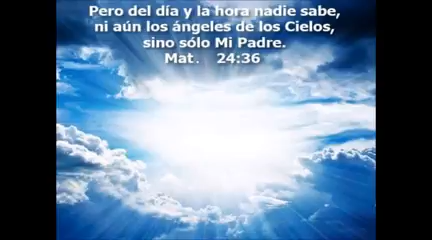 Pero del día y la hora nadie sabe,
ni aún los ángeles de los Cielos,
sino sólo Mi Padre.
Mat. 24:36